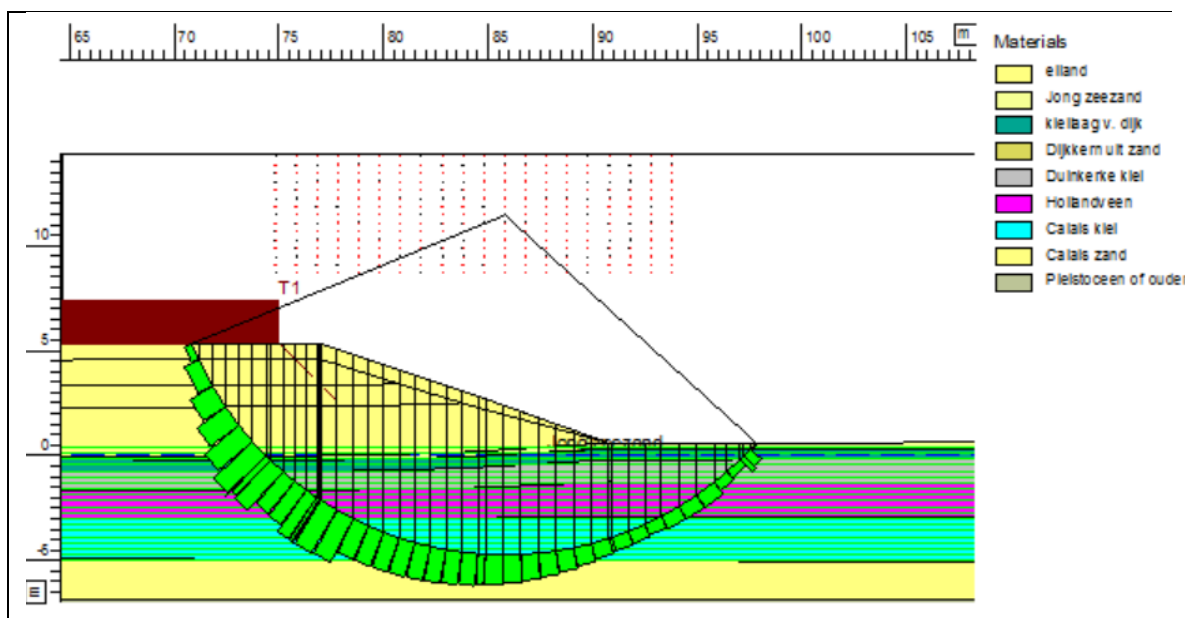 65 70 75 80 85 90 95 100 105 m
Materials
eiland
Jong zeezand
kleilaag v. dijk
Dijkkern uit zand
Duinkerke klei
Hollandveen
Calais klei
Calais zand
Pleistoceen of ouder
10
T1
5
0
-5
m